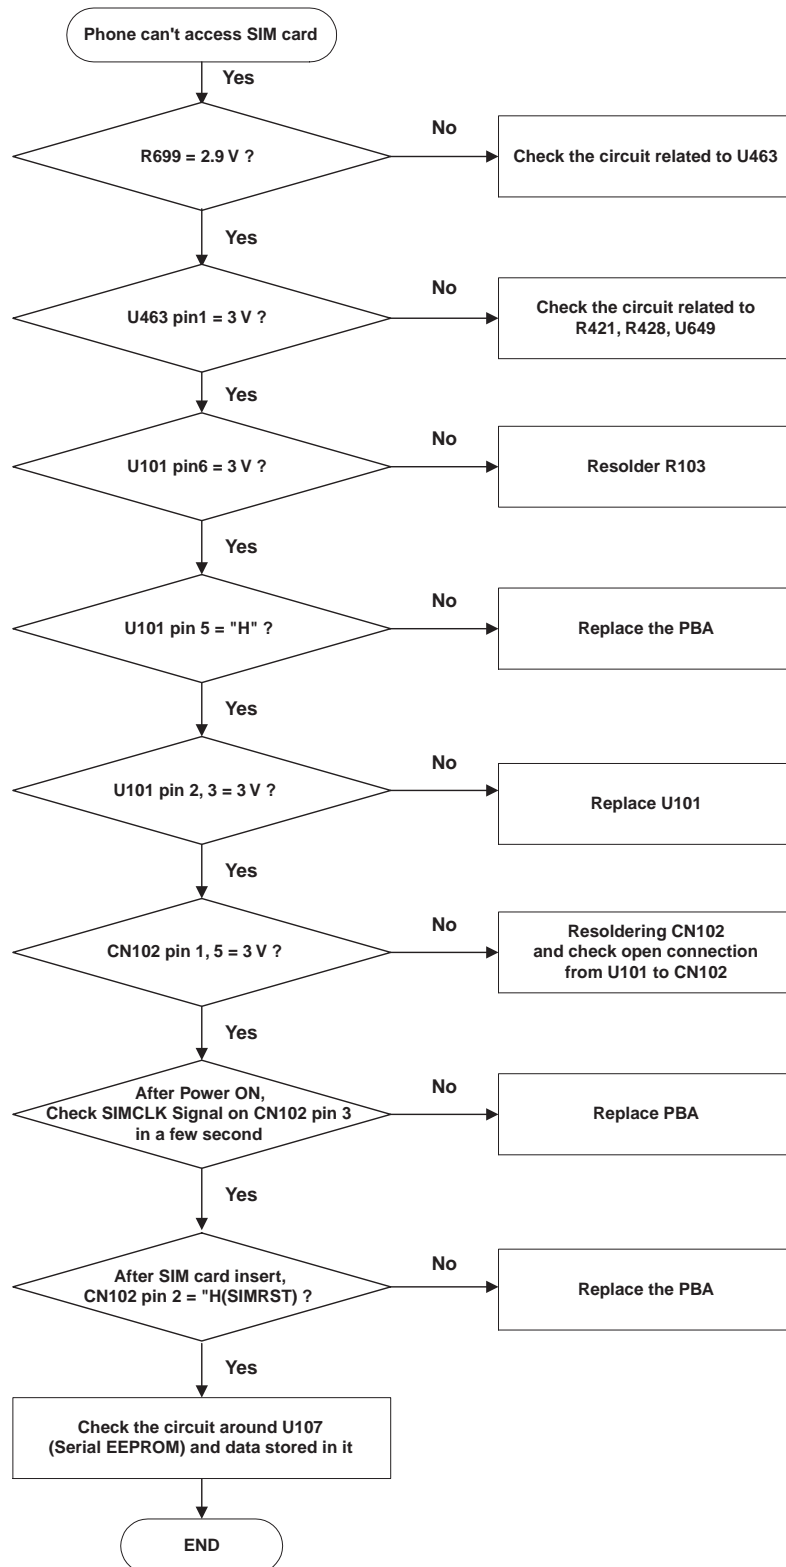 Phone can't access SIM card
Yes
R699 = 2.9 V ?
No
Check the circuit related to U463
Yes
U463 pin1 = 3 V ?
No
Check the circuit related to
R421, R428, U649
Yes
U101 pin6 = 3 V ?
No
Resolder R103
Yes
U101 pin 5 = "H" ?
No
Replace the PBA
Yes
U101 pin 2, 3 = 3 V ?
No
Replace U101
Yes
CN102 pin 1, 5 = 3 V ?
No
Resoldering CN102
and check open connection
from U101 to CN102
Yes
After Power ON,
Check SIMCLK Signal on CN102 pin 3
in a few second
No
Replace PBA
Yes
After SIM card insert,
CN102 pin 2 = "H(SIMRST) ?
No
Replace the PBA
Yes
Check the circuit around U107
(Serial EEPROM) and data stored in it
END